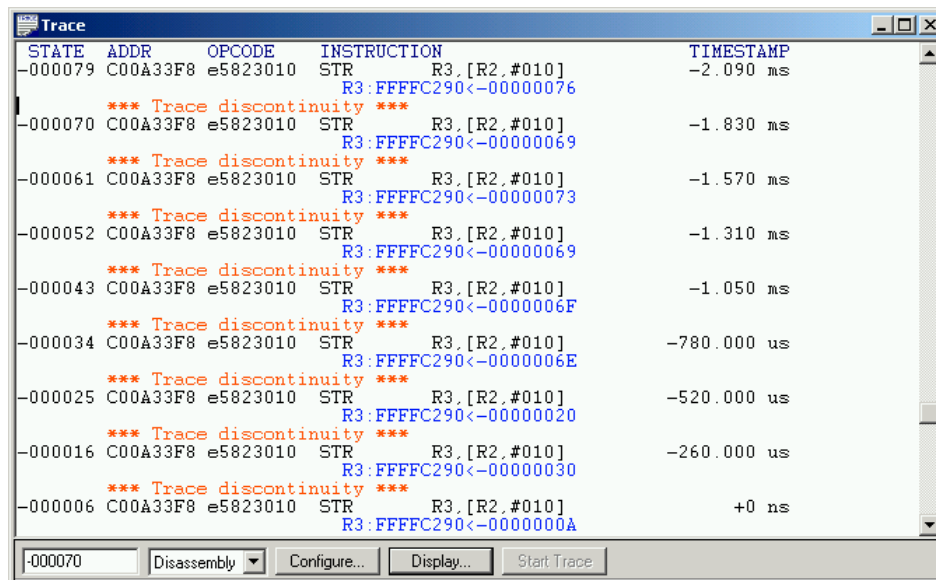 Trace
STATE ADDR OPCODE INSTRUCTION TIMESTAMP
-000079 C00A33F8 e5823010 STR R3,[R2,#010] -2.090 ms
R3:FFFFC290<-00000076
*** Trace discontinuity ***
-000070 C00A33F8 e5823010 STR R3,[R2,#010] -1.830 ms
R3:FFFFC290<-00000069
*** Trace discontinuity ***
-000061 C00A33F8 e5823010 STR R3,[R2,#010] -1.570 ms
R3:FFFFC290<-00000073
*** Trace discontinuity ***
-000052 C00A33F8 e5823010 STR R3,[R2,#010] -1.310 ms
R3:FFFFC290<-00000069
*** Trace discontinuity ***
-000043 C00A33F8 e5823010 STR R3,[R2,#010] -1.050 ms
R3:FFFFC290<-0000006F
*** Trace discontinuity ***
-000034 C00A33F8 e5823010 STR R3,[R2,#010] -780.000 us
R3:FFFFC290<-0000006E
*** Trace discontinuity ***
-000025 C00A33F8 e5823010 STR R3,[R2,#010] -520.000 us
R3:FFFFC290<-00000020
*** Trace discontinuity ***
-000016 C00A33F8 e5823010 STR R3,[R2,#010] -260.000 us
R3:FFFFC290<-00000030
*** Trace discontinuity ***
-000006 C00A33F8 e5823010 STR R3,[R2,#010] +0 ns
R3:FFFFC290<-0000000A
-000070 Disassembly Configure... Display... Start Trace